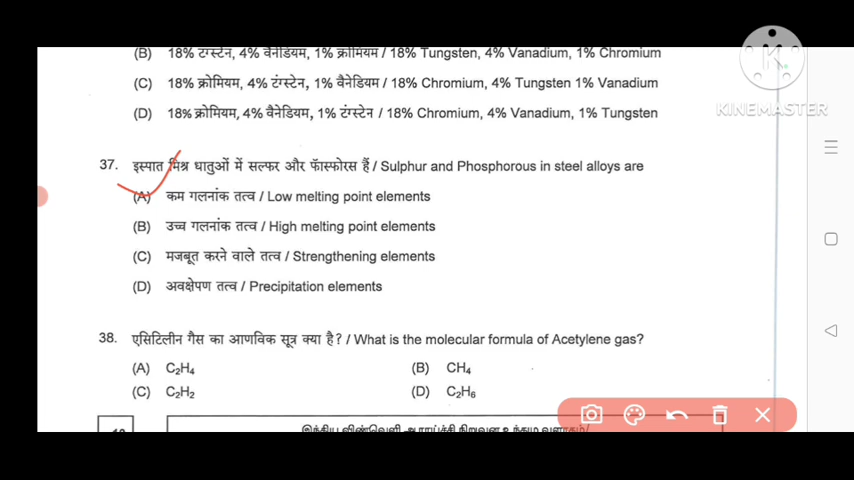 (B) 18% टंग्स्टेन, 4% वैनेडियम, 1% क्रोमियम / 18% Tungsten, 4% Vanadium, 1% Chromium
(C) 18% क्रोमियम, 4% टंग्स्टेन, 1% वैनेडियम / 18% Chromium, 4% Tungsten 1% Vanadium
(D) 18% क्रोमियम, 4% वैनेडियम, 1% टंग्स्टेन / 18% Chromium, 4% Vanadium, 1% Tungsten
K
KINEMASTER
37. इस्पात मिश्र धातुओं में सल्फर और फॅास्फोरस हैं / Sulphur and Phosphorous in steel alloys are
(A) कम गलनांक तत्व / Low melting point elements
(B) उच्च गलनांक तत्व / High melting point elements
(C) मजबूत करने वाले तत्व / Strengthening elements
(D) अवक्षेपण तत्व / Precipitation elements
38. एसिटिलीन गैस का आणविक सूत्र क्या है? / What is the molecular formula of Acetylene gas?
(A) C₂H₄ (B) CH₄
(C) C₂H₂ (D) C₂H₆